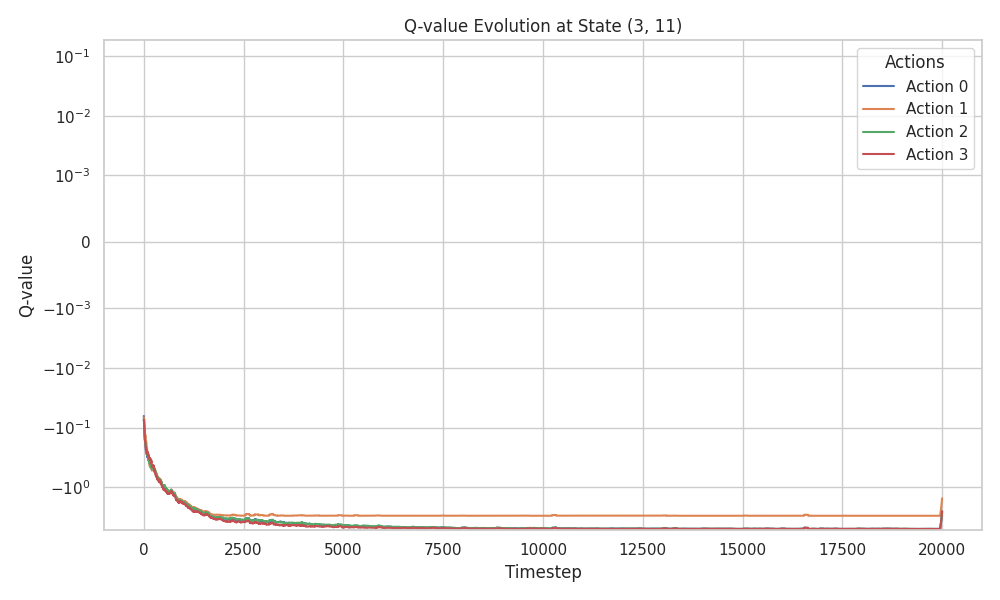 Q-value Evolution at State (3, 11)
Q-value
10⁻¹
10⁻²
10⁻³
0
−10⁻³
−10⁻²
−10⁻¹
−10⁰
Actions
Action 0
Action 1
Action 2
Action 3
0 2500 5000 7500 10000 12500 15000 17500 20000
Timestep